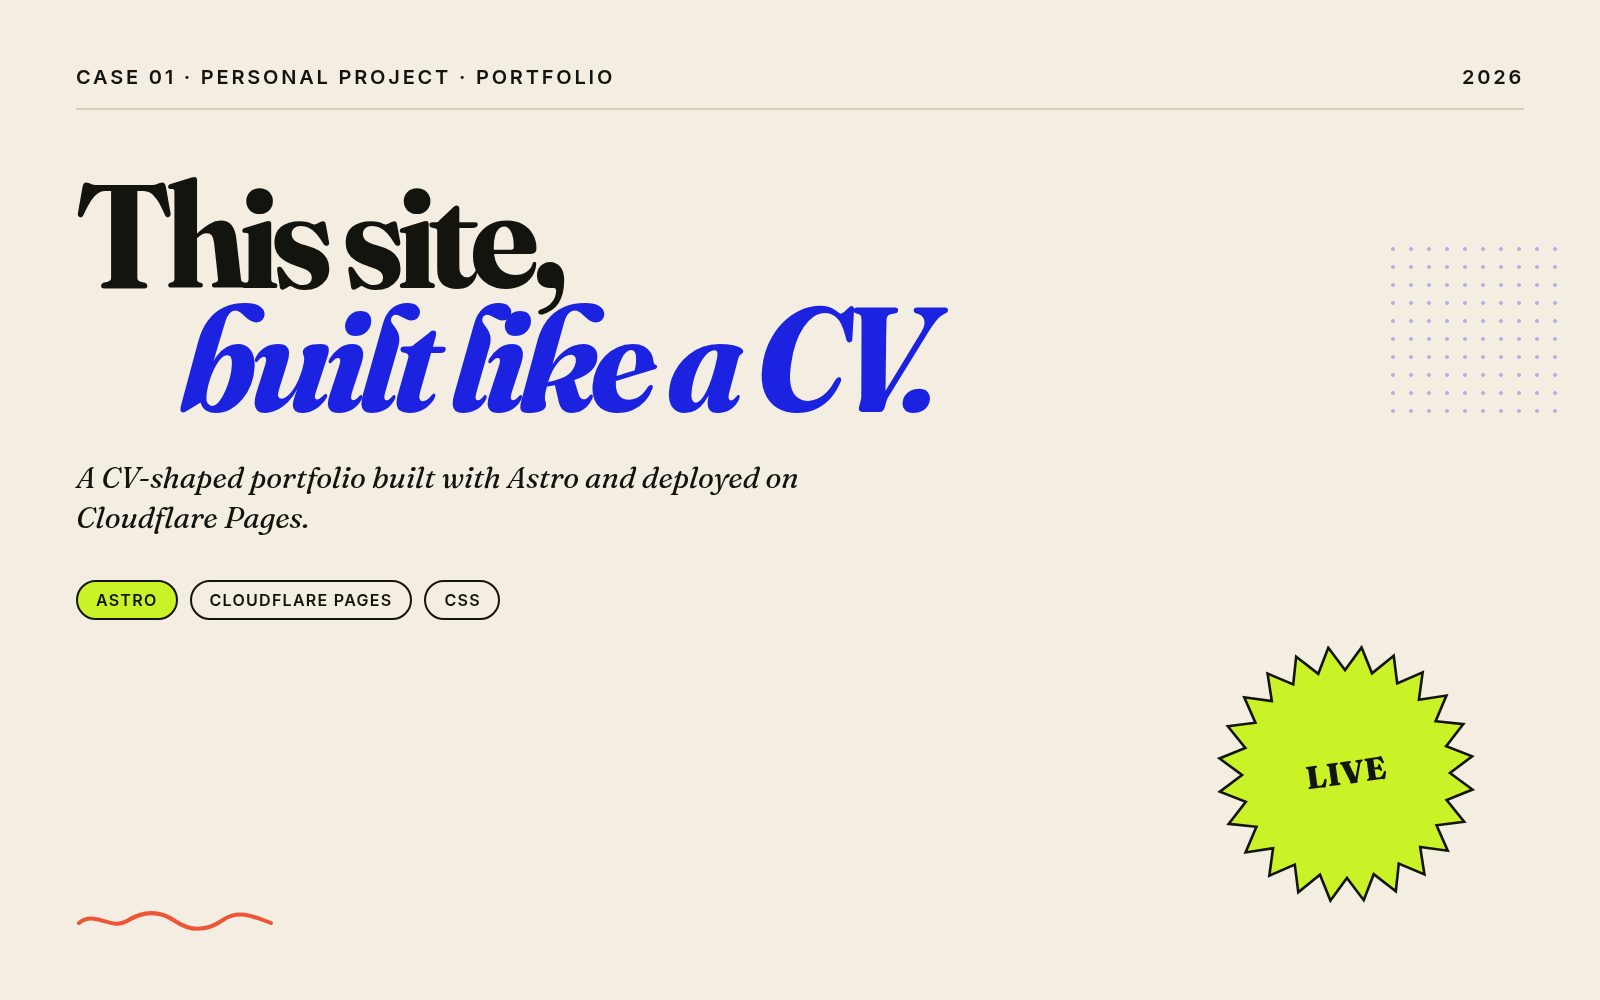 CASE 01 · PERSONAL PROJECT · PORTFOLIO
2026
This site,
built like a CV.
A CV-shaped portfolio built with Astro and deployed on
Cloudflare Pages.
ASTRO
CLOUDFLARE PAGES
CSS
LIVE